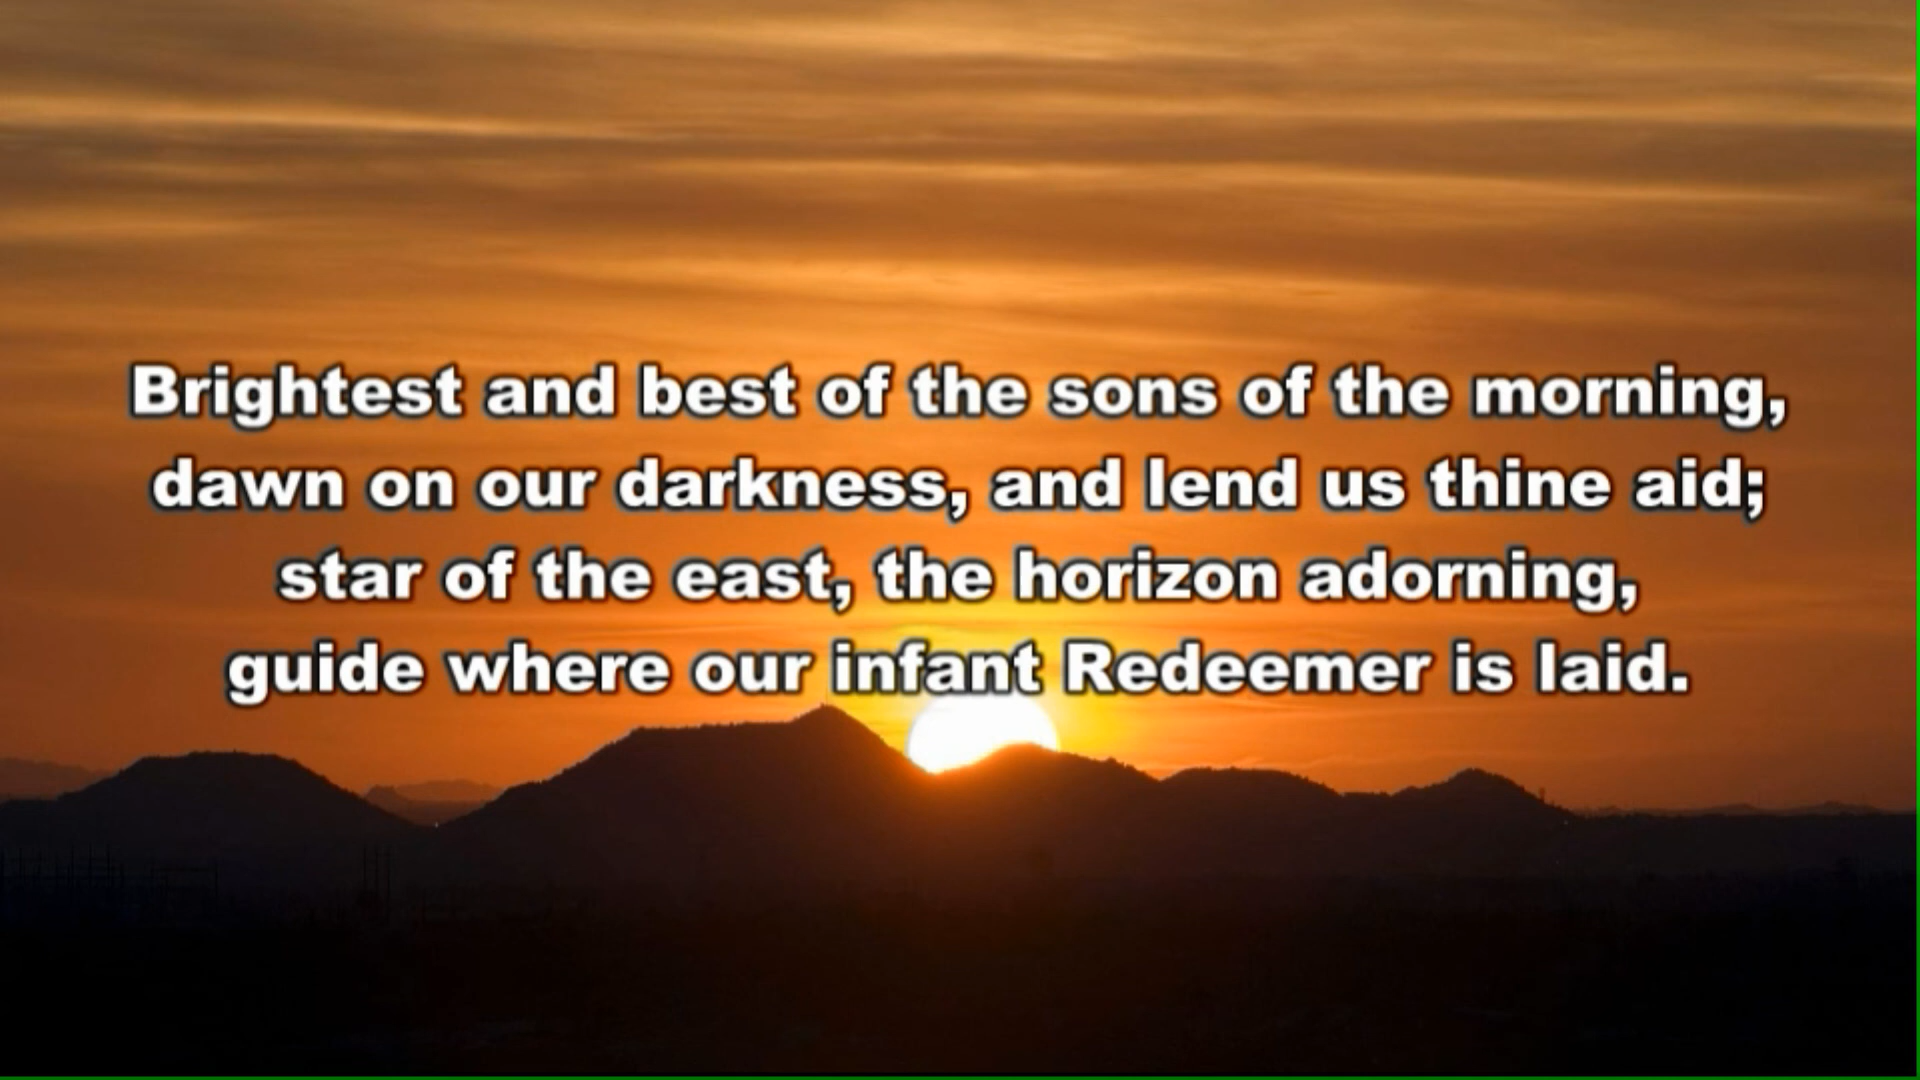 Brightest and best of the sons of the morning,
dawn on our darkness, and lend us thine aid;
star of the east, the horizon adorning,
guide where our infant Redeemer is laid.